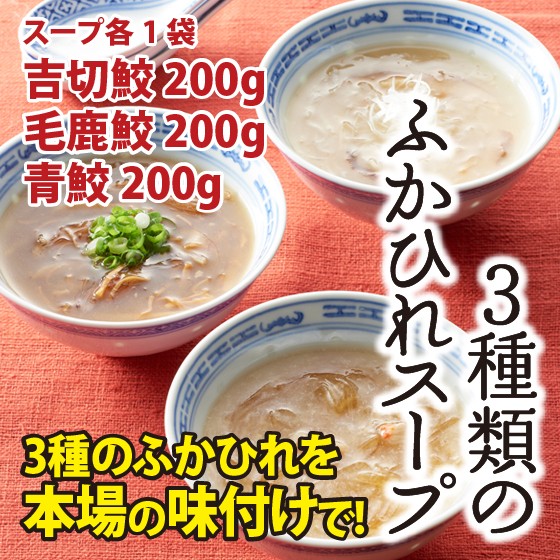 スープ各1袋
吉切鮫 200g
毛鹿鮫 200g
青鮫 200g
3種類の
ふかひれスープ
3種のふかひれを
本場の味付けで!